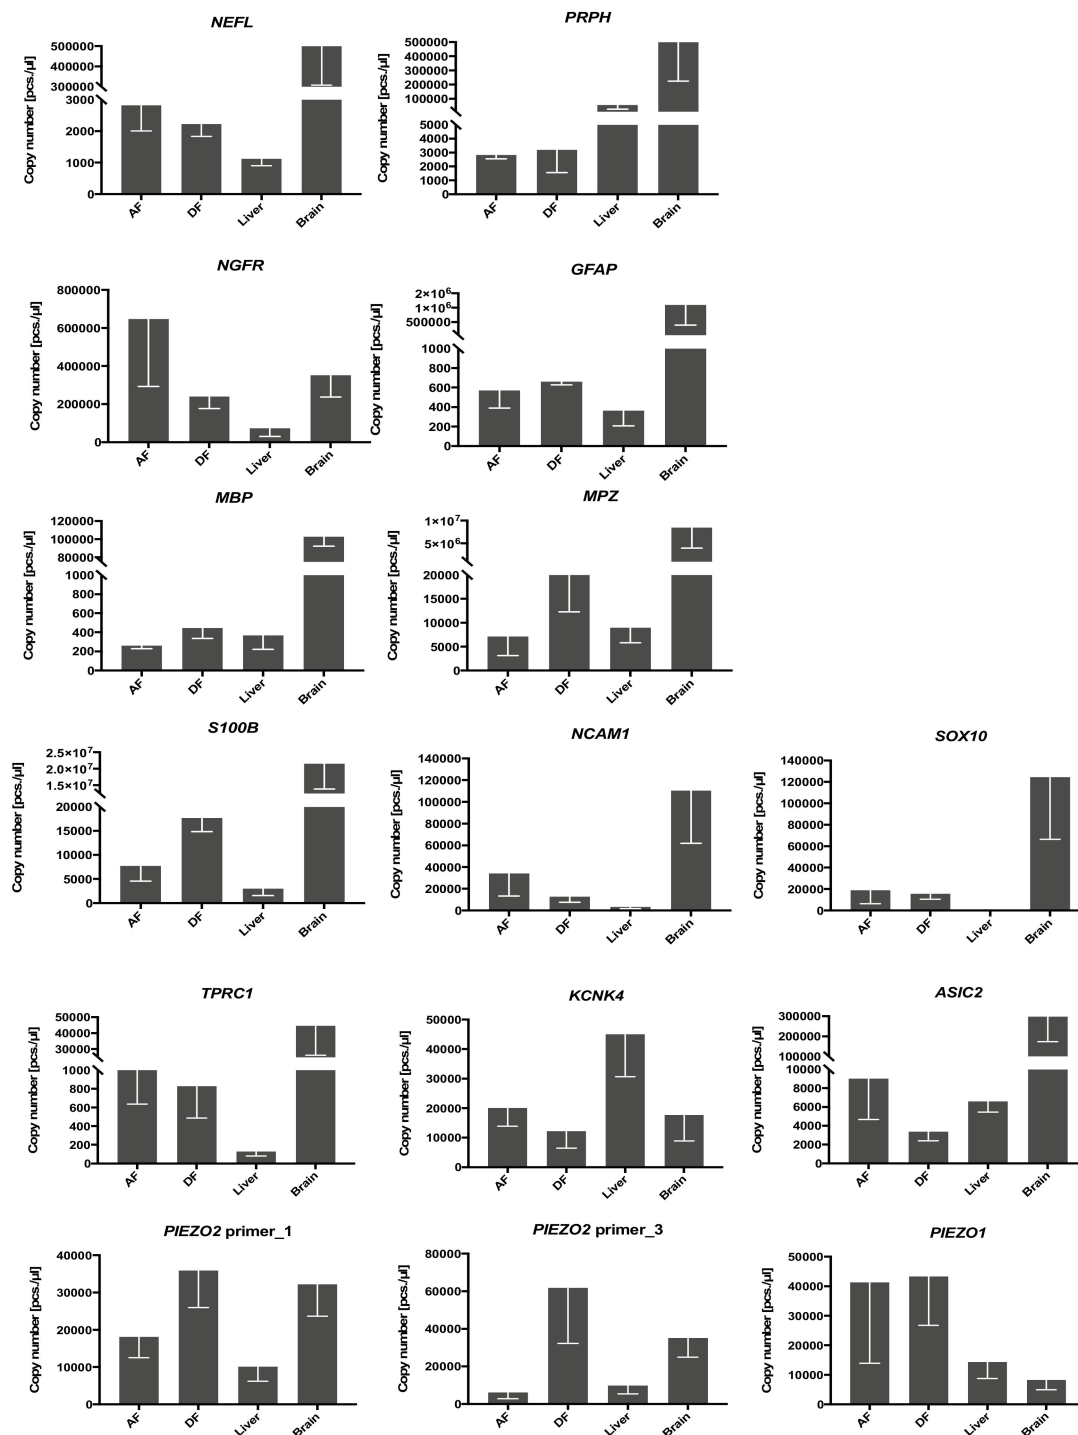 NEFL
Copy number [pcs./µl]
500000
400000
300000
3000
2000
1000
0
AF DF Liver Brain
PRPH
Copy number [pcs./µl]
500000
400000
300000
200000
100000
5000
4000
3000
2000
1000
0
AF DF Liver Brain
NGFR
Copy number [pcs./µl]
800000
600000
400000
200000
0
AF DF Liver Brain
GFAP
Copy number [pcs./µl]
2×10⁶
1×10⁶
500000
1000
800
600
400
200
0
AF DF Liver Brain
MBP
Copy number [pcs./µl]
120000
100000
80000
1000
800
600
400
200
0
AF DF Liver Brain
MPZ
Copy number [pcs./µl]
1×10⁷
5×10⁶
20000
15000
10000
5000
0
AF DF Liver Brain
S100B
Copy number [pcs./µl]
2.5×10⁷
2.0×10⁷
1.5×10⁷
20000
15000
10000
5000
0
AF DF Liver Brain
NCAM1
Copy number [pcs./µl]
140000
120000
100000
80000
60000
40000
20000
0
AF DF Liver Brain
SOX10
Copy number [pcs./µl]
140000
120000
100000
80000
60000
40000
20000
0
AF DF Liver Brain
TPRC1
Copy number [pcs./µl]
50000
40000
30000
1000
800
600
400
200
0
AF DF Liver Brain
KCNK4
Copy number [pcs./µl]
50000
40000
30000
20000
10000
0
AF DF Liver Brain
ASIC2
Copy number [pcs./µl]
300000
200000
100000
10000
8000
6000
4000
2000
0
AF DF Liver Brain
PIEZO2 primer_1
Copy number [pcs./µl]
40000
30000
20000
10000
0
AF DF Liver Brain
PIEZO2 primer_3
Copy number [pcs./µl]
80000
60000
40000
20000
0
AF DF Liver Brain
PIEZO1
Copy number [pcs./µl]
50000
40000
30000
20000
10000
0
AF DF Liver Brain